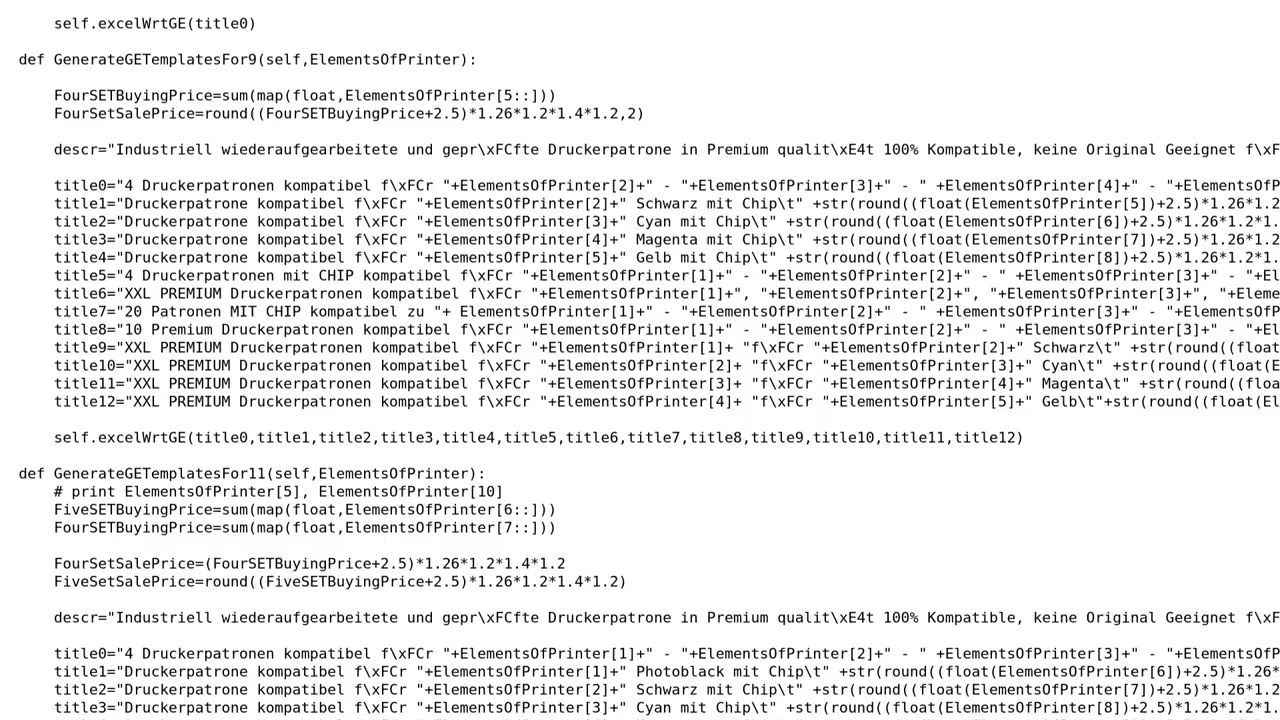 self.excelWrtGE(title0)
def GenerateGETemplatesFor9(self,ElementsOfPrinter):
FourSETBuyingPrice=sum(map(float,ElementsOfPrinter[5::]))
FourSetSalePrice=round((FourSETBuyingPrice+2.5)*1.26*1.2*1.4*1.2,2)
descr="Industriell wiederaufgearbeitete und gepr\xFCfte Druckerpatrone in Premium qualit\xE4t 100% Kompatible, keine Original Geeignet f\xF
title0="4 Druckerpatronen kompatibel f\xFCr "+ElementsOfPrinter[2]+" - "+ElementsOfPrinter[3]+" - " +ElementsOfPrinter[4]+" - "+ElementsOfP
title1="Druckerpatrone kompatibel f\xFCr "+ElementsOfPrinter[2]+" Schwarz mit Chip\t" +str(round((float(ElementsOfPrinter[5])+2.5)*1.26*1.2
title2="Druckerpatrone kompatibel f\xFCr "+ElementsOfPrinter[3]+" Cyan mit Chip\t" +str(round((float(ElementsOfPrinter[6])+2.5)*1.26*1.2*1.
title3="Druckerpatrone kompatibel f\xFCr "+ElementsOfPrinter[4]+" Magenta mit Chip\t" +str(round((float(ElementsOfPrinter[7])+2.5)*1.26*1.2
title4="Druckerpatrone kompatibel f\xFCr "+ElementsOfPrinter[5]+" Gelb mit Chip\t" +str(round((float(ElementsOfPrinter[8])+2.5)*1.26*1.2*1.
title5="4 Druckerpatronen mit CHIP kompatibel f\xFCr "+ElementsOfPrinter[1]+" - "+ElementsOfPrinter[2]+" - " +ElementsOfPrinter[3]+" - "+El
title6="XXL PREMIUM Druckerpatronen kompatibel f\xFCr "+ElementsOfPrinter[1]+", "+ElementsOfPrinter[2]+", "+ElementsOfPrinter[3]+", "+Eleme
title7="20 Patronen MIT CHIP kompatibel zu "+ ElementsOfPrinter[1]+" - "+ElementsOfPrinter[2]+" - " +ElementsOfPrinter[3]+" - "+ElementsOfP
title8="10 Premium Druckerpatronen kompatibel f\xFCr "+ElementsOfPrinter[1]+" - "+ElementsOfPrinter[2]+" - " +ElementsOfPrinter[3]+" - "+El
title9="XXL PREMIUM Druckerpatronen kompatibel f\xFCr "+ElementsOfPrinter[1]+ "f\xFCr "+ElementsOfPrinter[2]+" Schwarz\t" +str(round((float
title10="XXL PREMIUM Druckerpatronen kompatibel f\xFCr "+ElementsOfPrinter[2]+ "f\xFCr "+ElementsOfPrinter[3]+" Cyan\t" +str(round((float(E
title11="XXL PREMIUM Druckerpatronen kompatibel f\xFCr "+ElementsOfPrinter[3]+ "f\xFCr "+ElementsOfPrinter[4]+" Magenta\t" +str(round((floa
title12="XXL PREMIUM Druckerpatronen kompatibel f\xFCr "+ElementsOfPrinter[4]+ "f\xFCr "+ElementsOfPrinter[5]+" Gelb\t"+str(round((float(El
self.excelWrtGE(title0,title1,title2,title3,title4,title5,title6,title7,title8,title9,title10,title11,title12)
def GenerateGETemplatesFor11(self,ElementsOfPrinter):
# print ElementsOfPrinter[5], ElementsOfPrinter[10]
FiveSETBuyingPrice=sum(map(float,ElementsOfPrinter[6::]))
FourSETBuyingPrice=sum(map(float,ElementsOfPrinter[7::]))
FourSetSalePrice=(FourSETBuyingPrice+2.5)*1.26*1.2*1.4*1.2
FiveSetSalePrice=round((FiveSETBuyingPrice+2.5)*1.26*1.2*1.4*1.2)
descr="Industriell wiederaufgearbeitete und gepr\xFCfte Druckerpatrone in Premium qualit\xE4t 100% Kompatible, keine Original Geeignet f\xF
title0="4 Druckerpatronen kompatibel f\xFCr "+ElementsOfPrinter[1]+" - "+ElementsOfPrinter[2]+" - " +ElementsOfPrinter[3]+" - "+ElementsOfP
title1="Druckerpatrone kompatibel f\xFCr "+ElementsOfPrinter[1]+" Photoblack mit Chip\t" +str(round((float(ElementsOfPrinter[6])+2.5)*1.26*
title2="Druckerpatrone kompatibel f\xFCr "+ElementsOfPrinter[2]+" Schwarz mit Chip\t" +str(round((float(ElementsOfPrinter[7])+2.5)*1.26*1.2
title3="Druckerpatrone kompatibel f\xFCr "+ElementsOfPrinter[3]+" Cyan mit Chip\t" +str(round((float(ElementsOfPrinter[8])+2.5)*1.26*1.2*1.